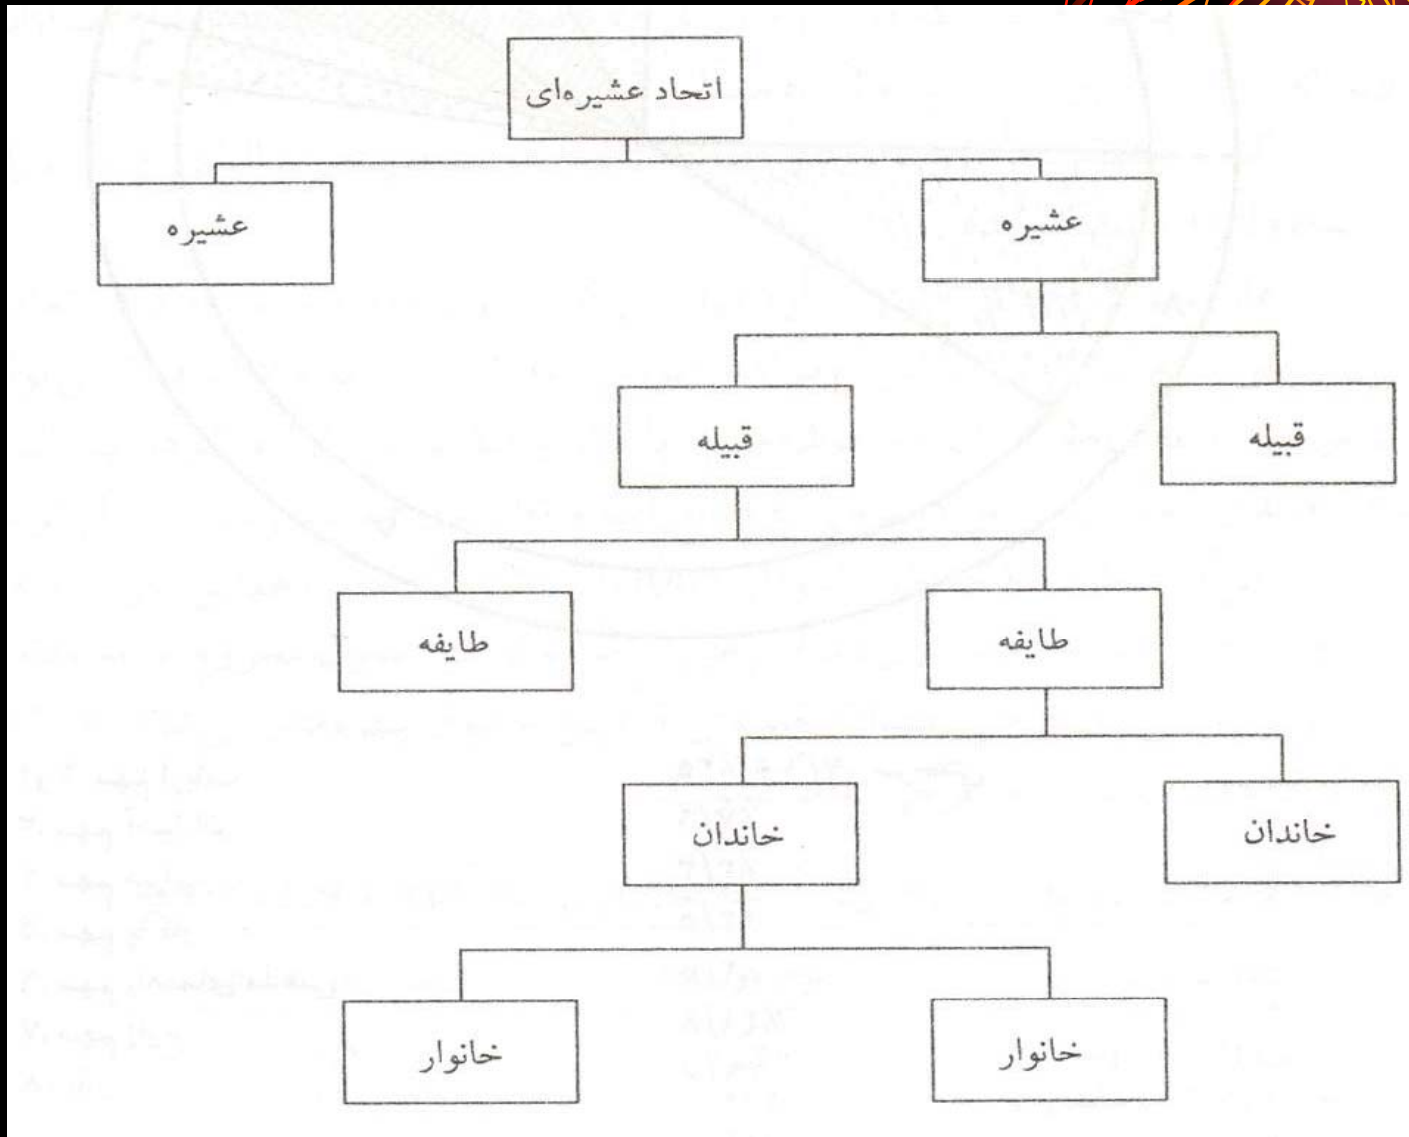 اتحاد عشیره‌ای
عشیره
عشیره
قبیله
قبیله
طایفه
طایفه
خاندان
خاندان
خانوار
خانوار